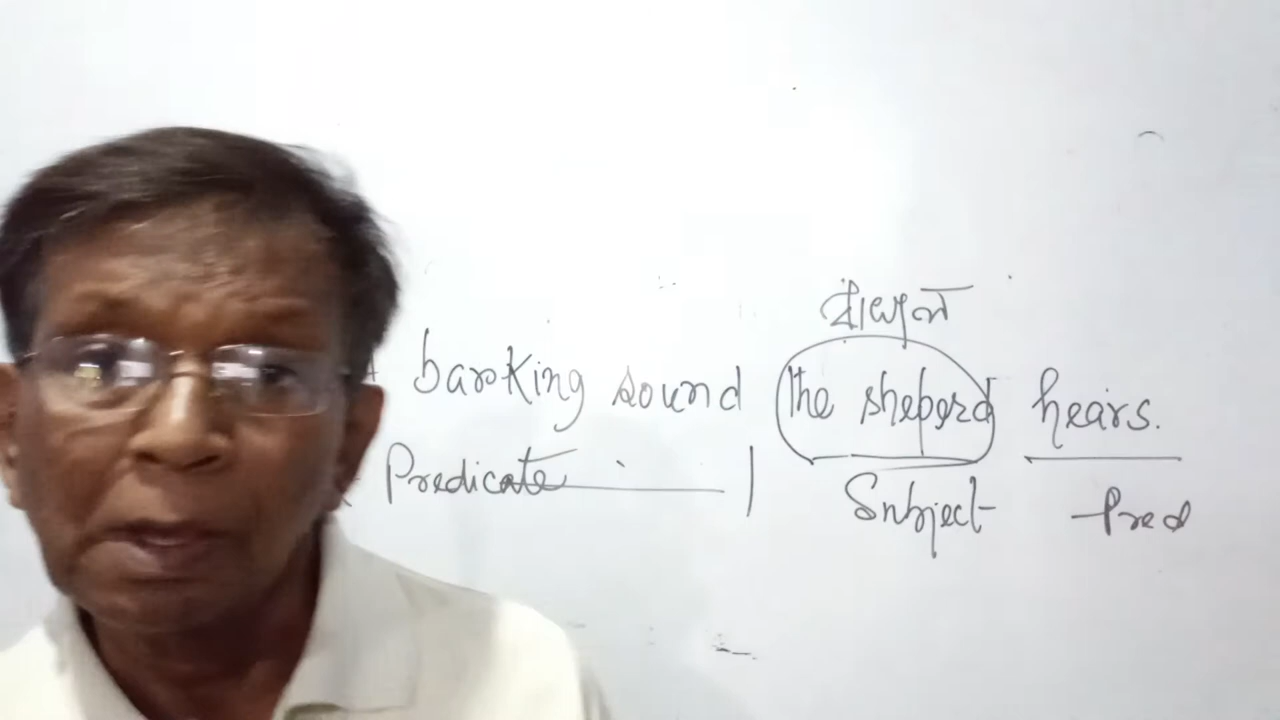 barking sound the sheperd hears.
Predicate | Subject Pred